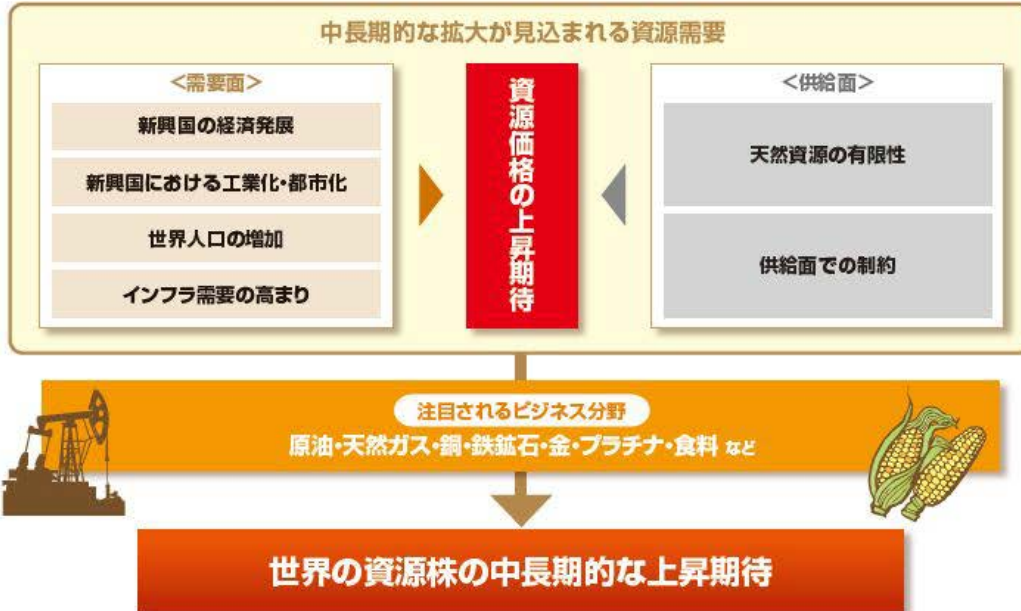 中長期的な拡大が見込まれる資源需要
＜需要面＞
新興国の経済発展
新興国における工業化・都市化
世界人口の増加
インフラ需要の高まり
資源価格の上昇期待
＜供給面＞
天然資源の有限性
供給面での制約
注目されるビジネス分野
原油・天然ガス・銅・鉄鉱石・金・プラチナ・食料 など
世界の資源株の中長期的な上昇期待